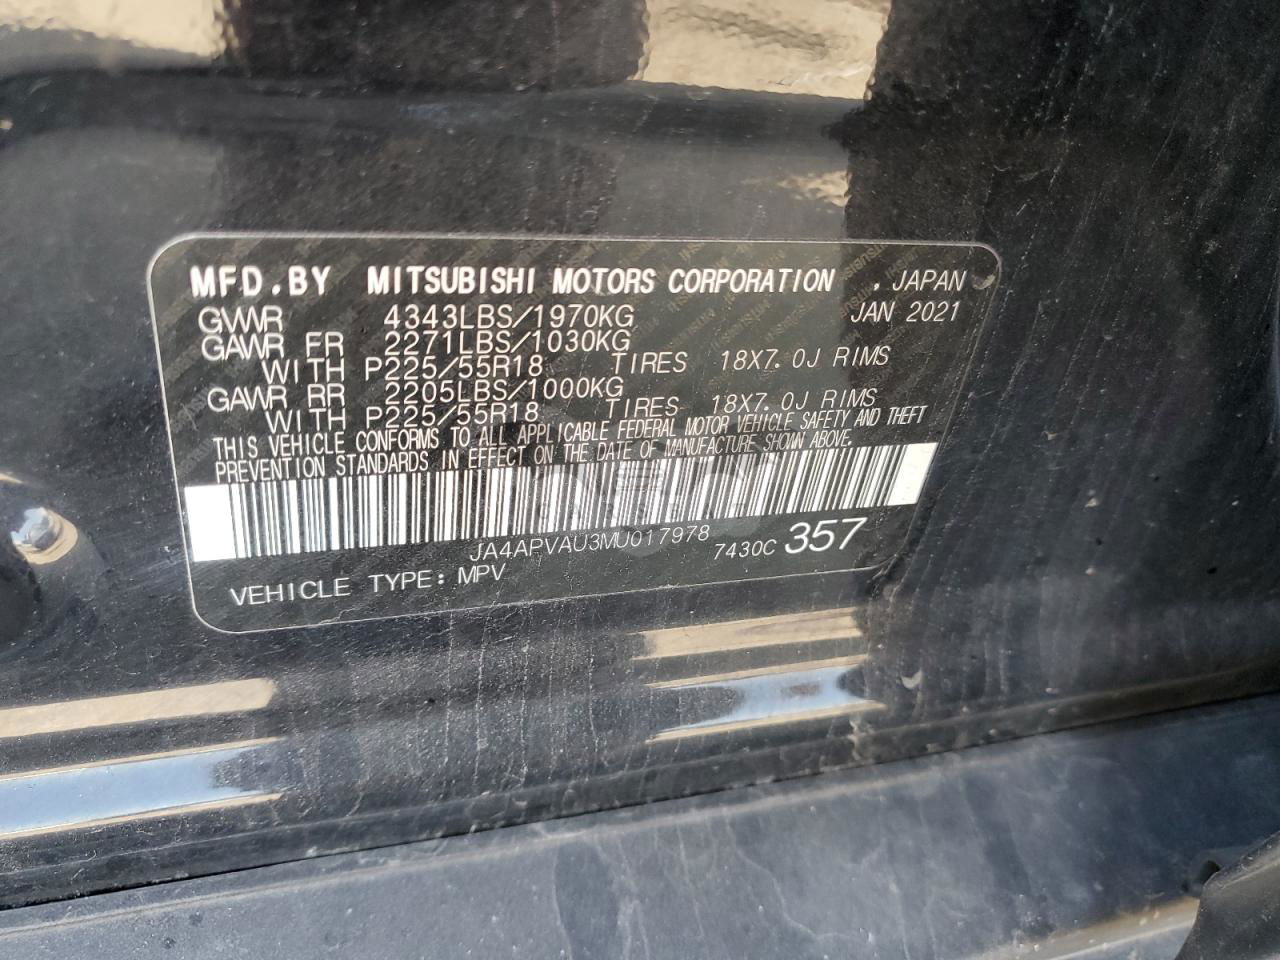 MFD.BY MITSUBISHI MOTORS CORPORATION , JAPAN
GVWR 4343LBS/1970KG JAN 2021
GAWR FR 2271LBS/1030KG
WITH P225/55R18 TIRES 18X7.0J RIMS
GAWR RR 2205LBS/1000KG
WITH P225/55R18 TIRES 18X7.0J RIMS
THIS VEHICLE CONFORMS TO ALL APPLICABLE FEDERAL MOTOR VEHICLE SAFETY AND THEFT
PREVENTION STANDARDS IN EFFECT ON THE DATE OF MANUFACTURE SHOWN ABOVE.
JA4APVAU3MU017978
7430C 357
VEHICLE TYPE: MPV